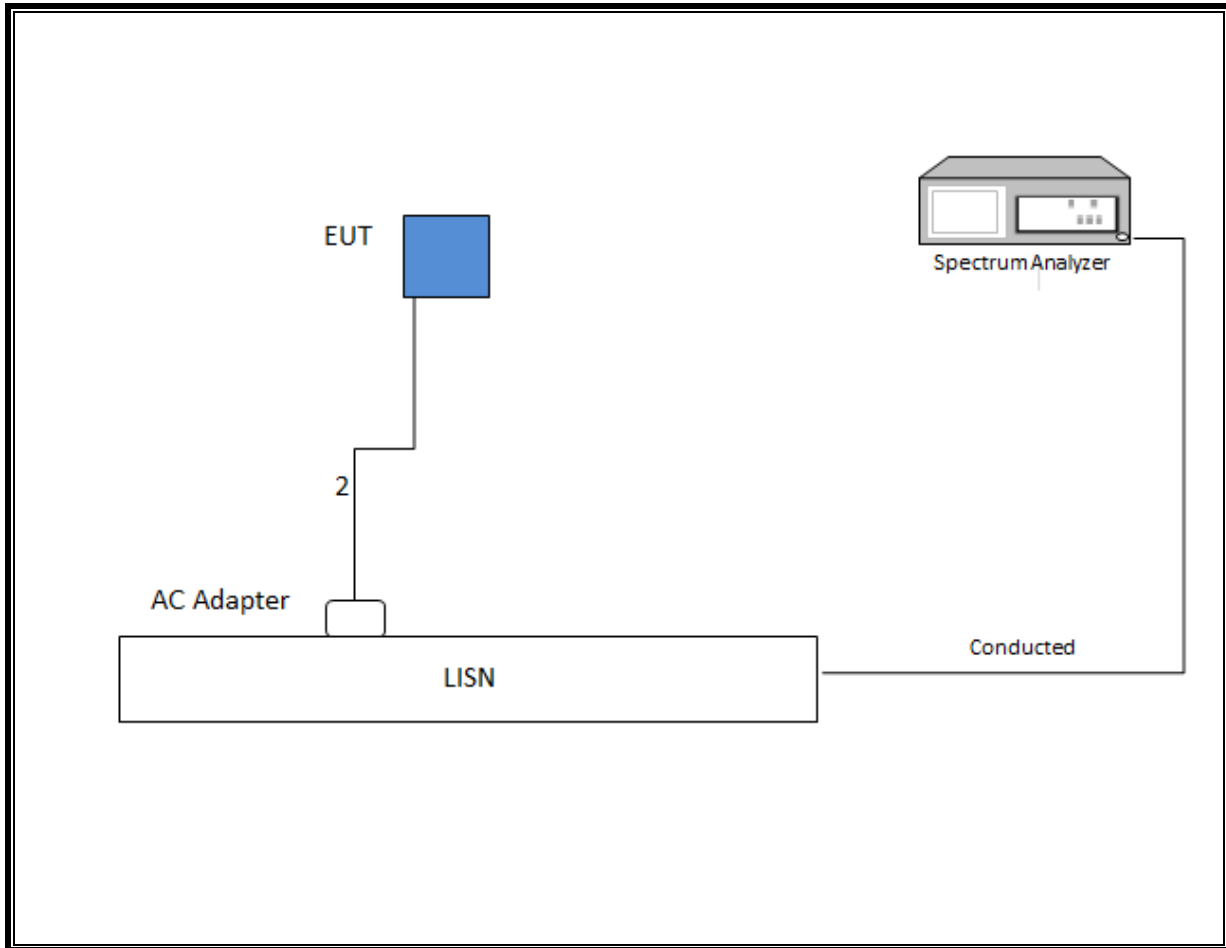 EUT
Spectrum Analyzer
2
AC Adapter
Conducted
LISN